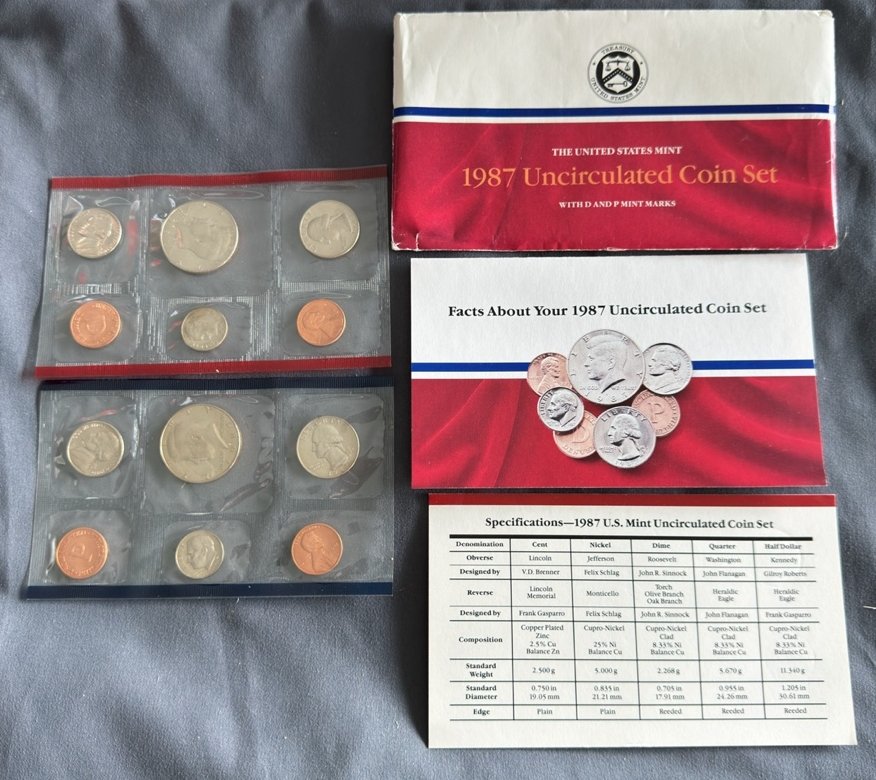 TREASURY
UNITED STATES MINT
THE UNITED STATES MINT
1987 Uncirculated Coin Set
WITH D AND P MINT MARKS
Facts About Your 1987 Uncirculated Coin Set
LIBERTY
P
D
DENVER
Specifications—1987 U.S. Mint Uncirculated Coin Set
Denomination Cent Nickel Dime Quarter Half Dollar
Obverse Lincoln Jefferson Roosevelt Washington Kennedy
Designed by V.D. Brenner Felix Schlag John R. Sinnock John Flanagan Gilroy Roberts
Reverse Lincoln Memorial Monticello Torch Olive Branch Oak Branch Heraldic Eagle Heraldic Eagle
Designed by Frank Gasparro Felix Schlag John R. Sinnock John Flanagan Frank Gasparro
Composition Copper Plated Zinc 2.5% Cu Balance Zn Cupro-Nickel 25% Ni Balance Cu Cupro-Nickel Clad 8.33% Ni Balance Cu Cupro-Nickel Clad 8.33% Ni Balance Cu Cupro-Nickel Clad 8.33% Ni Balance Cu
Standard Weight 2.500 g 5.000 g 2.268 g 5.670 g 11.340 g
Standard Diameter 0.750 in 19.05 mm 0.835 in 21.21 mm 0.705 in 17.91 mm 0.955 in 24.26 mm 1.205 in 30.61 mm
Edge Plain Plain Reeded Reeded Reeded